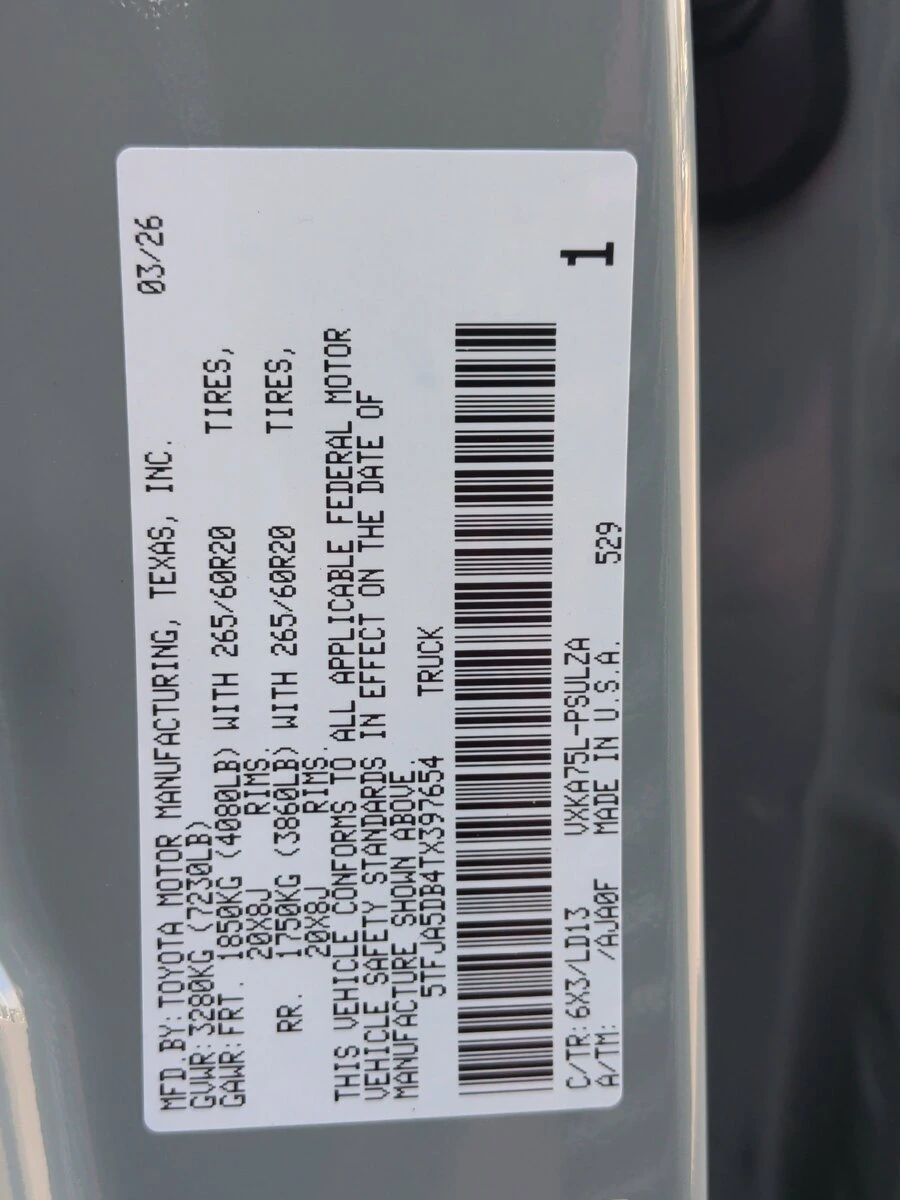 MFD.BY: TOYOTA MOTOR MANUFACTURING, TEXAS, INC. 03/26
GVWR: 3280KG (7230LB)
GAWR: FRT. 1850KG (4080LB) WITH 265/60R20 TIRES,
20X8J RIMS.
RR. 1750KG (3860LB) WITH 265/60R20 TIRES,
20X8J RIMS.
THIS VEHICLE CONFORMS TO ALL APPLICABLE FEDERAL MOTOR
VEHICLE SAFETY STANDARDS IN EFFECT ON THE DATE OF
MANUFACTURE SHOWN ABOVE.
5TFJA5DB4TX397654 TRUCK
C/TR: 6X3/LD13 VXKA75L-PSULZA
A/TM: /AJA0F MADE IN U.S.A. 529
1